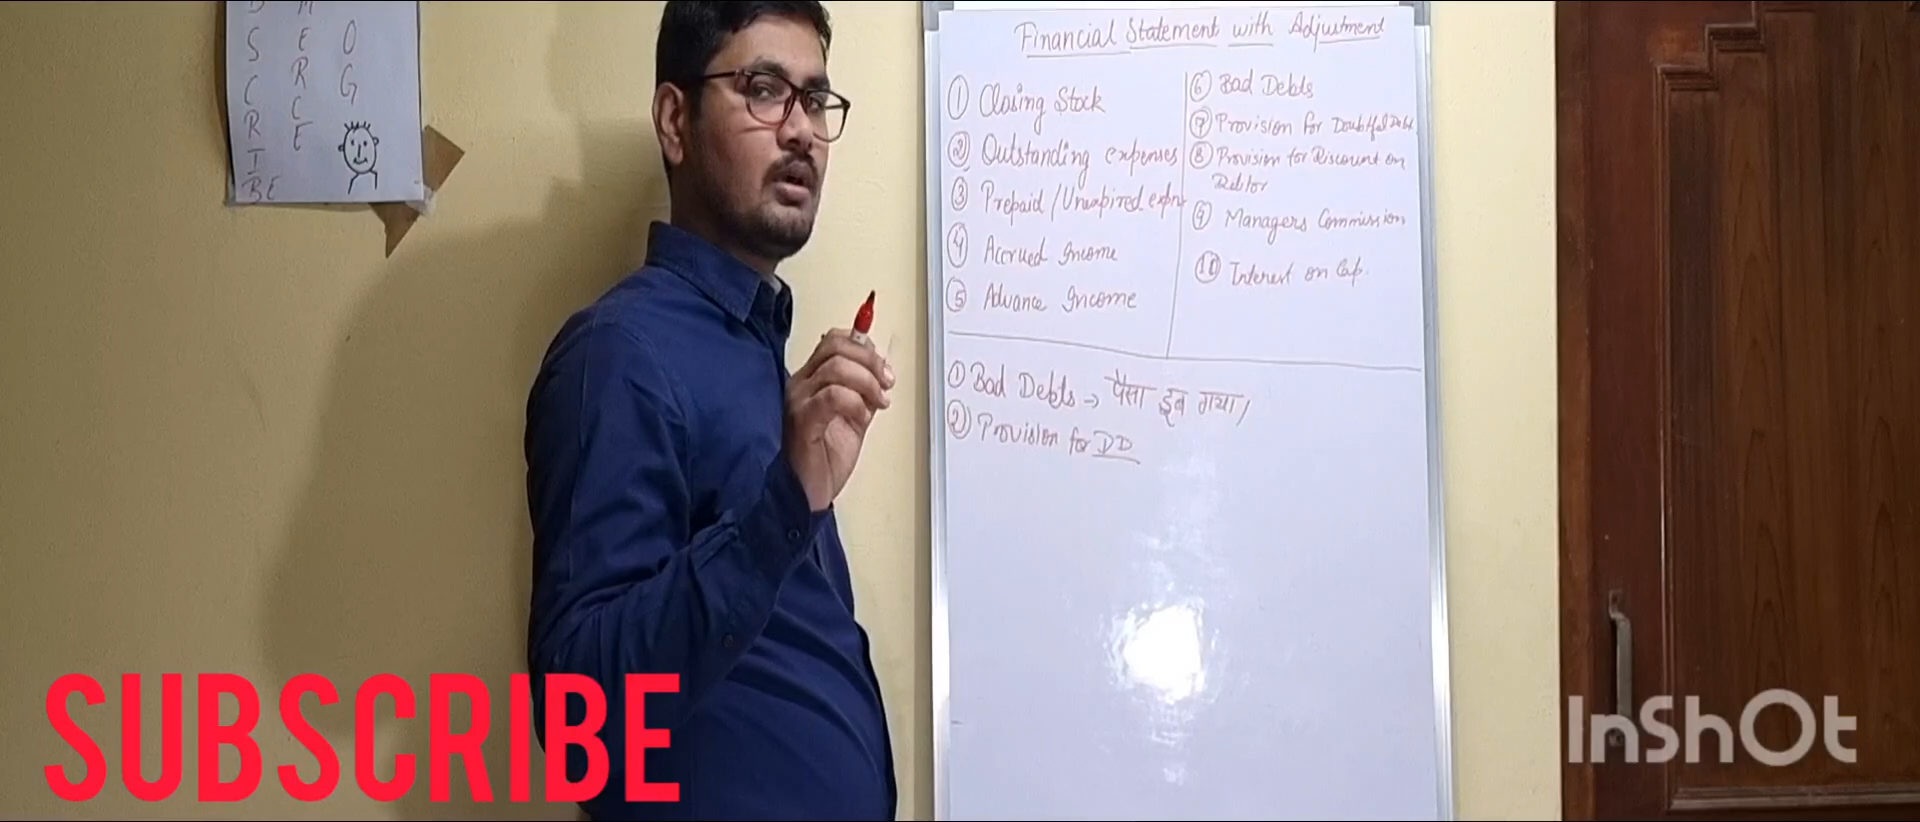 S
C
R
I
BE
M
E
R
C
E
O
G
Financial Statement with Adjustment
① Closing Stock
② Outstanding expenses
③ Prepaid / Unexpired expn
④ Accrued Income
⑤ Advance Income
⑥ Bad Debts
⑦ Provision for Doubtful Debt
⑧ Provision for Discount on
Debtor
⑨ Managers Commission
⑩ Interest on Cap.
① Bad Debts → पैसा डूब गया/
② Provision for DD
SUBSCRIBE
InShOt